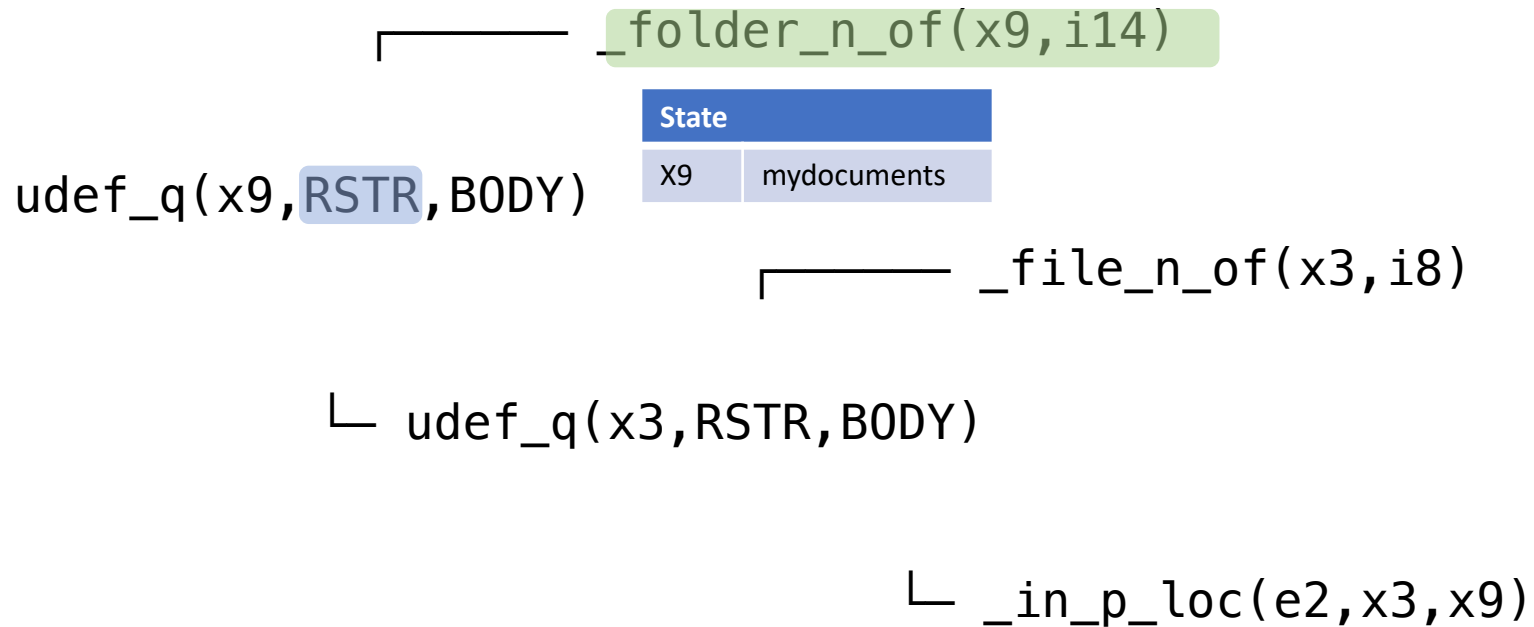 _folder_n_of(x9,i14)
State
X9 mydocuments
udef_q(x9,RSTR,BODY)
_file_n_of(x3,i8)
udef_q(x3,RSTR,BODY)
_in_p_loc(e2,x3,x9)